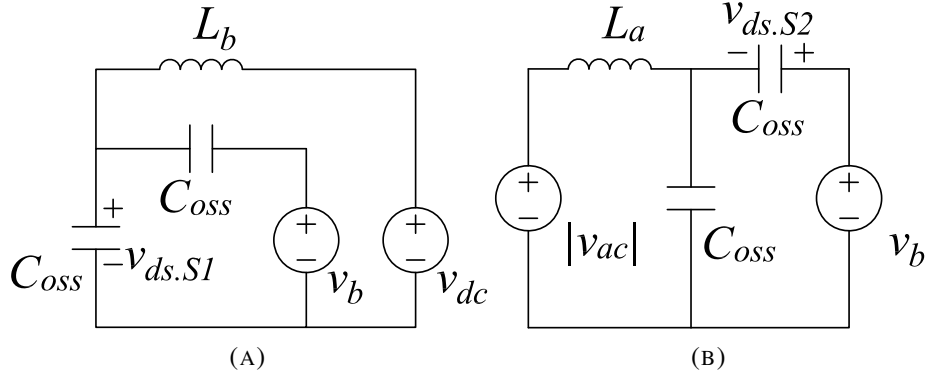 L_b
C_oss
+
−
v_ds.S1
C_oss
+
−
v_b
+
−
v_dc
(A)
L_a
v_ds.S2
− +
C_oss
+
−
|v_ac|
C_oss
+
−
v_b
(B)